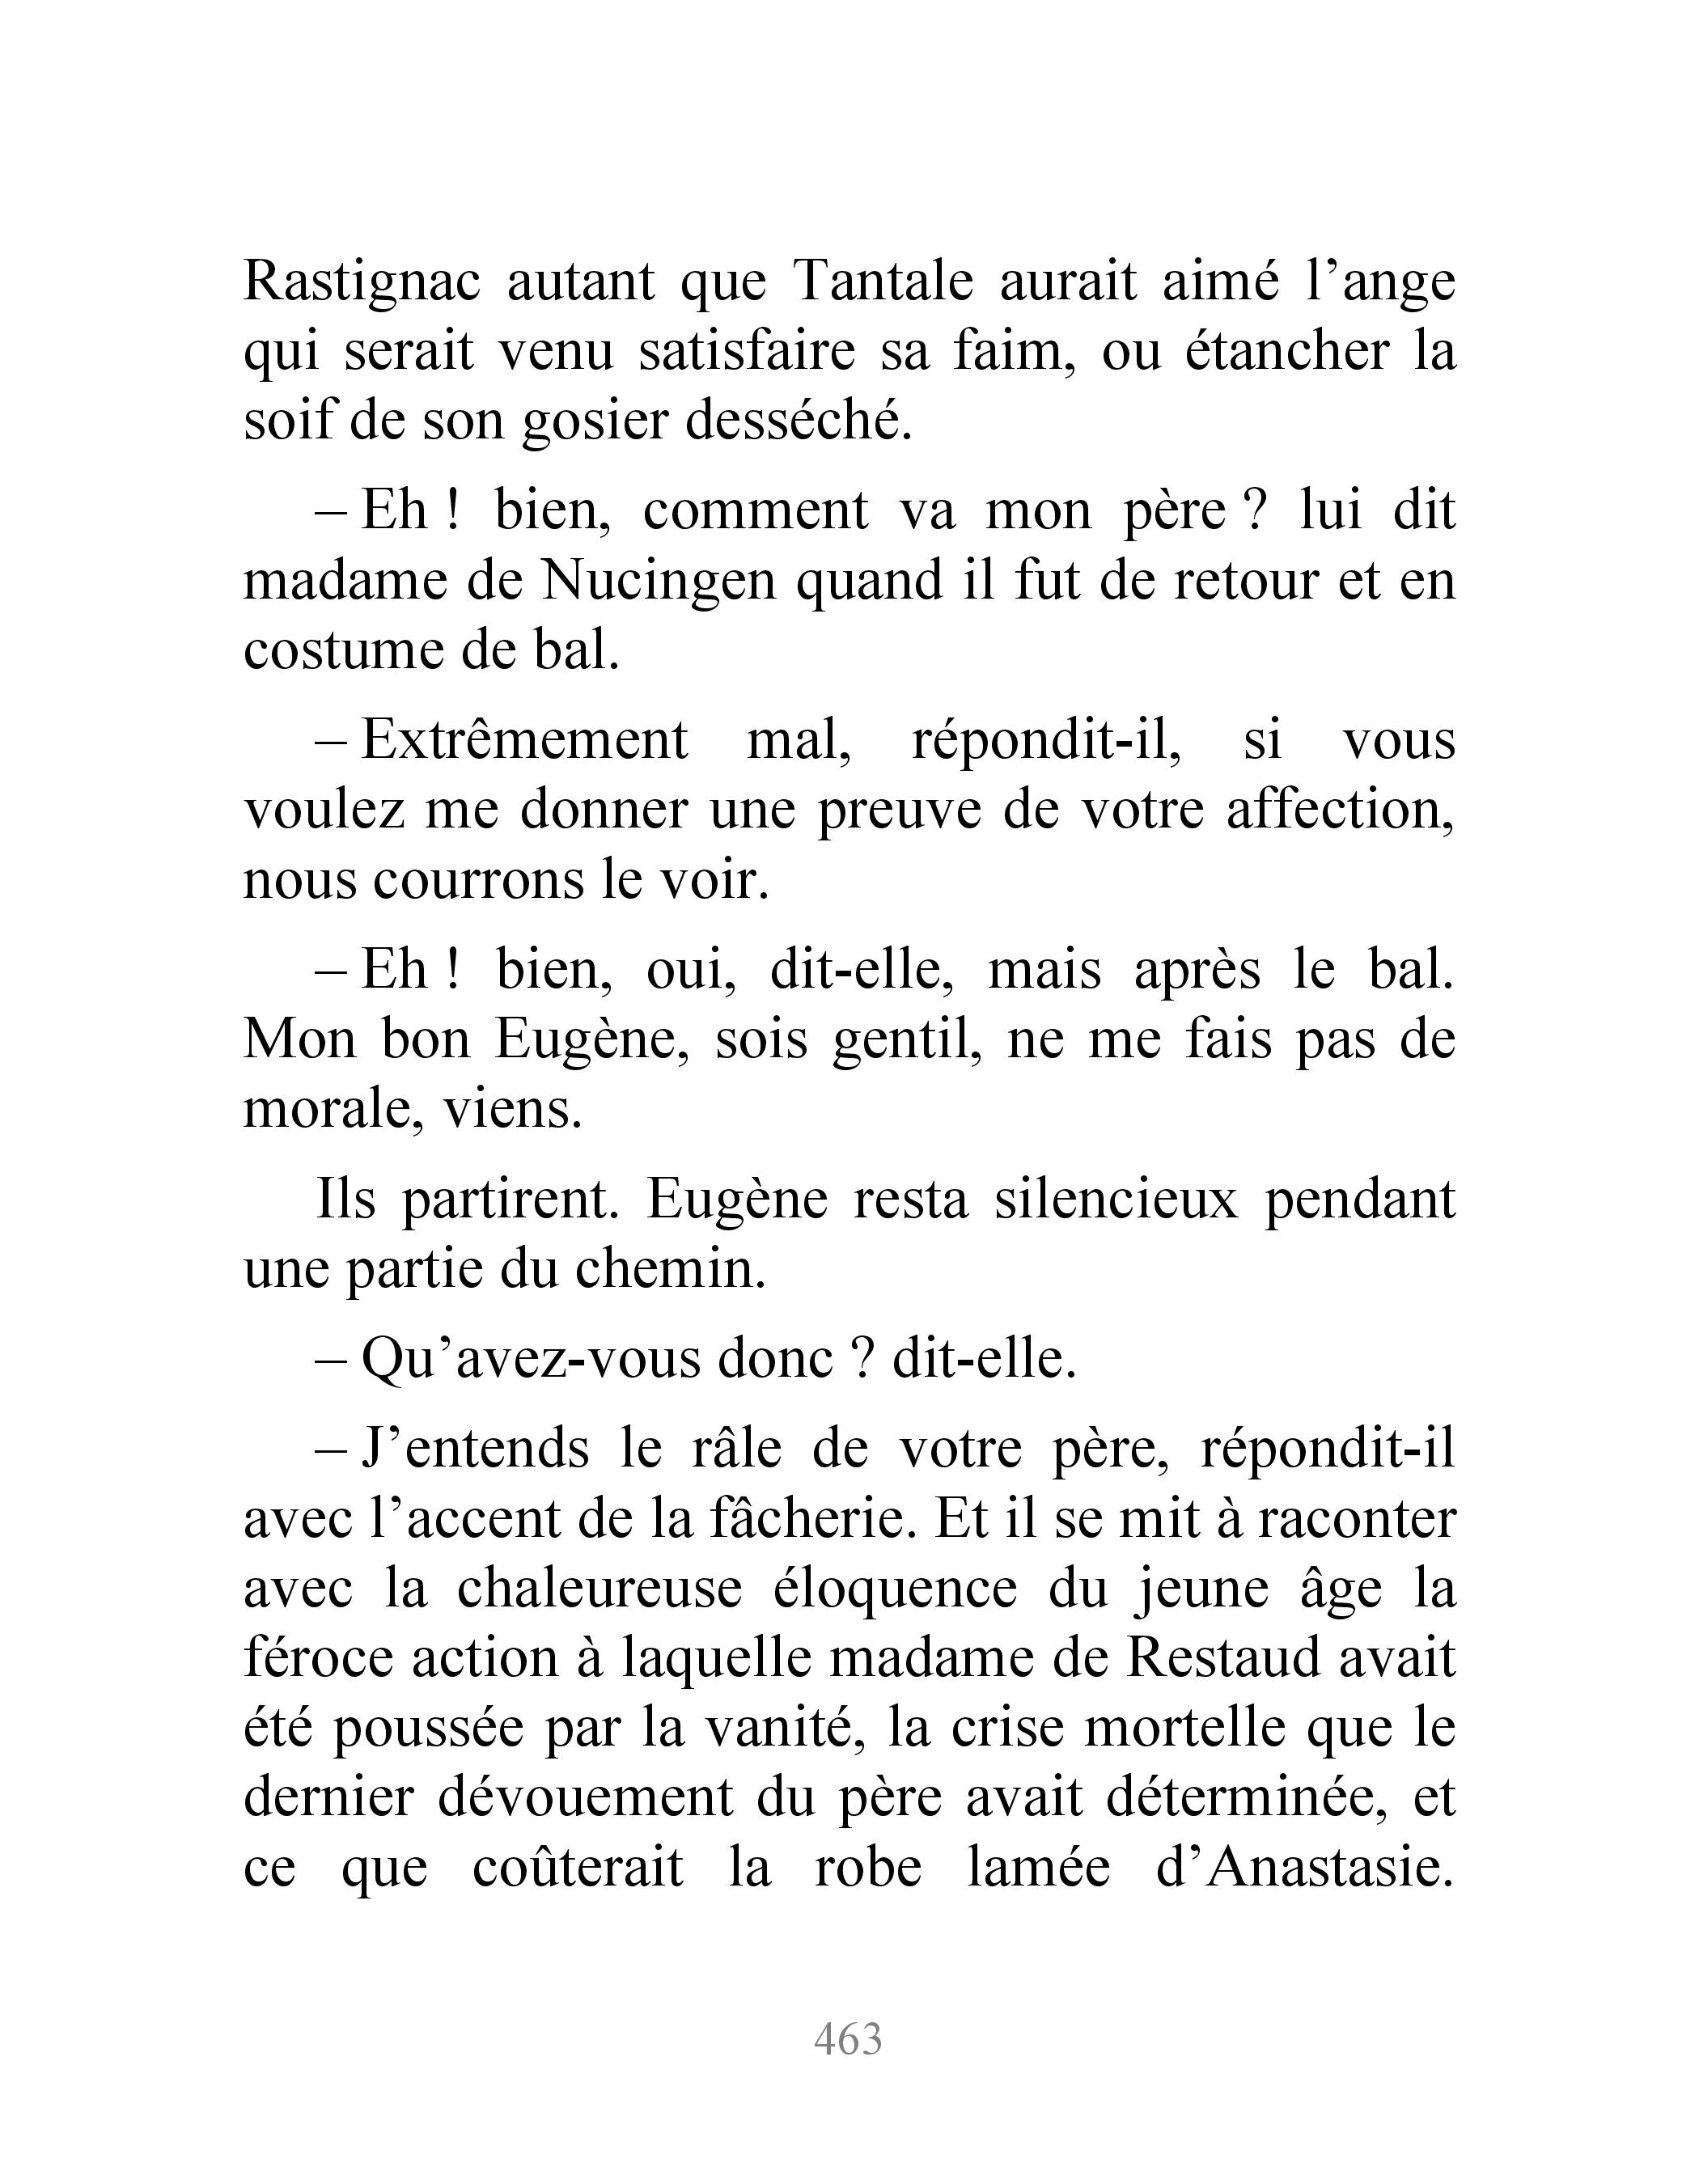 Rastignac autant que Tantale aurait aimé l’ange
qui serait venu satisfaire sa faim, ou étancher la
soif de son gosier desséché.
– Eh ! bien, comment va mon père ? lui dit
madame de Nucingen quand il fut de retour et en
costume de bal.
– Extrêmement mal, répondit-il, si vous
voulez me donner une preuve de votre affection,
nous courrons le voir.
– Eh ! bien, oui, dit-elle, mais après le bal.
Mon bon Eugène, sois gentil, ne me fais pas de
morale, viens.
Ils partirent. Eugène resta silencieux pendant
une partie du chemin.
– Qu’avez-vous donc ? dit-elle.
– J’entends le râle de votre père, répondit-il
avec l’accent de la fâcherie. Et il se mit à raconter
avec la chaleureuse éloquence du jeune âge la
féroce action à laquelle madame de Restaud avait
été poussée par la vanité, la crise mortelle que le
dernier dévouement du père avait déterminée, et
ce que coûterait la robe lamée d’Anastasie.
463